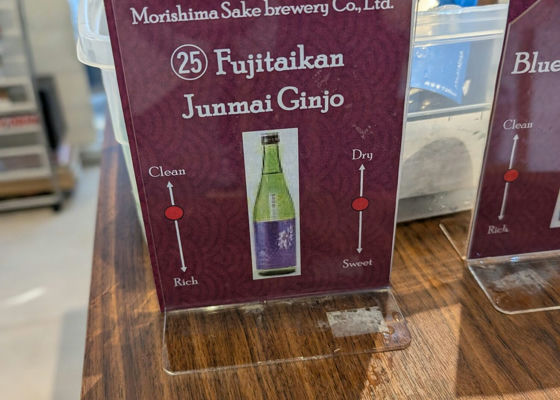 Morishima Sake brewery Co., Ltd.
25 Fujitaikan
Junmai Ginjo
Clean
Rich
Dry
Sweet
Blue
Clean
Rich